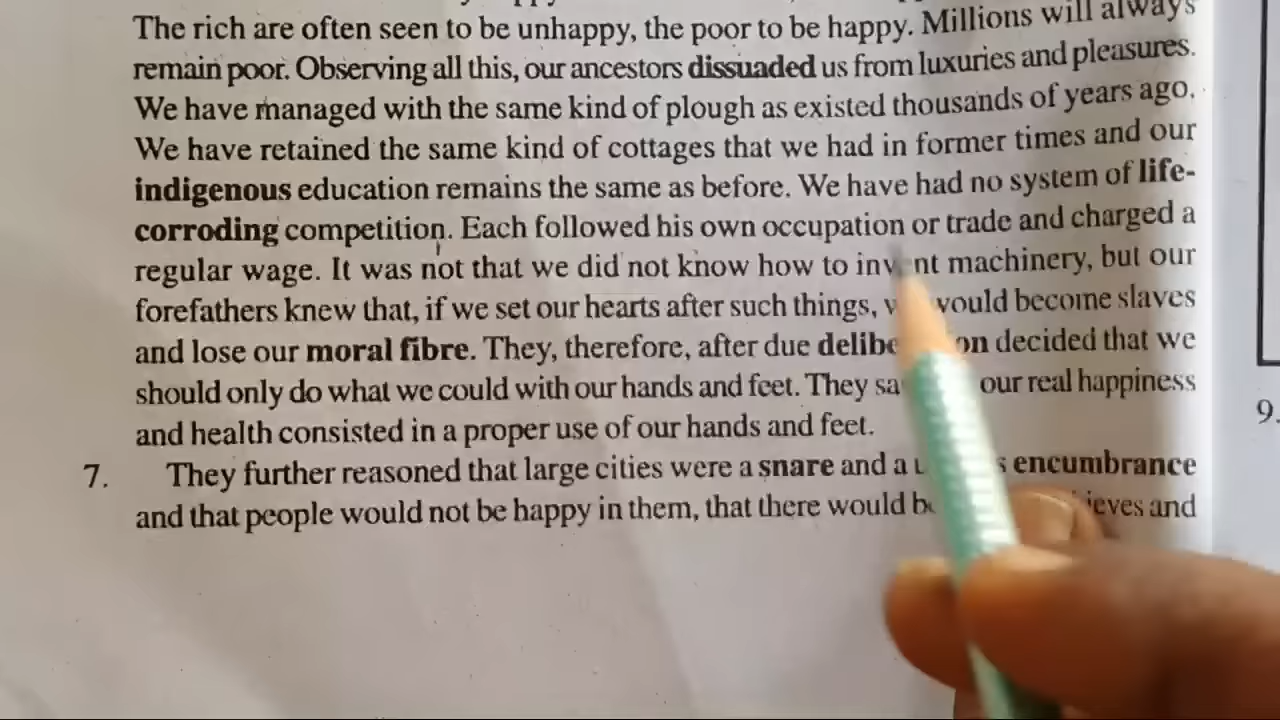 The rich are often seen to be unhappy, the poor to be happy. Millions will always
remain poor. Observing all this, our ancestors dissuaded us from luxuries and pleasures.
We have managed with the same kind of plough as existed thousands of years ago.
We have retained the same kind of cottages that we had in former times and our
indigenous education remains the same as before. We have had no system of life-
corroding competition. Each followed his own occupation or trade and charged a
regular wage. It was not that we did not know how to invent machinery, but our
forefathers knew that, if we set our hearts after such things, would become slaves
and lose our moral fibre. They, therefore, after due deliberation decided that we
should only do what we could with our hands and feet. They our real happiness
and health consisted in a proper use of our hands and feet.
7. They further reasoned that large cities were a snare and a encumbrance
and that people would not be happy in them, that there would and
9.